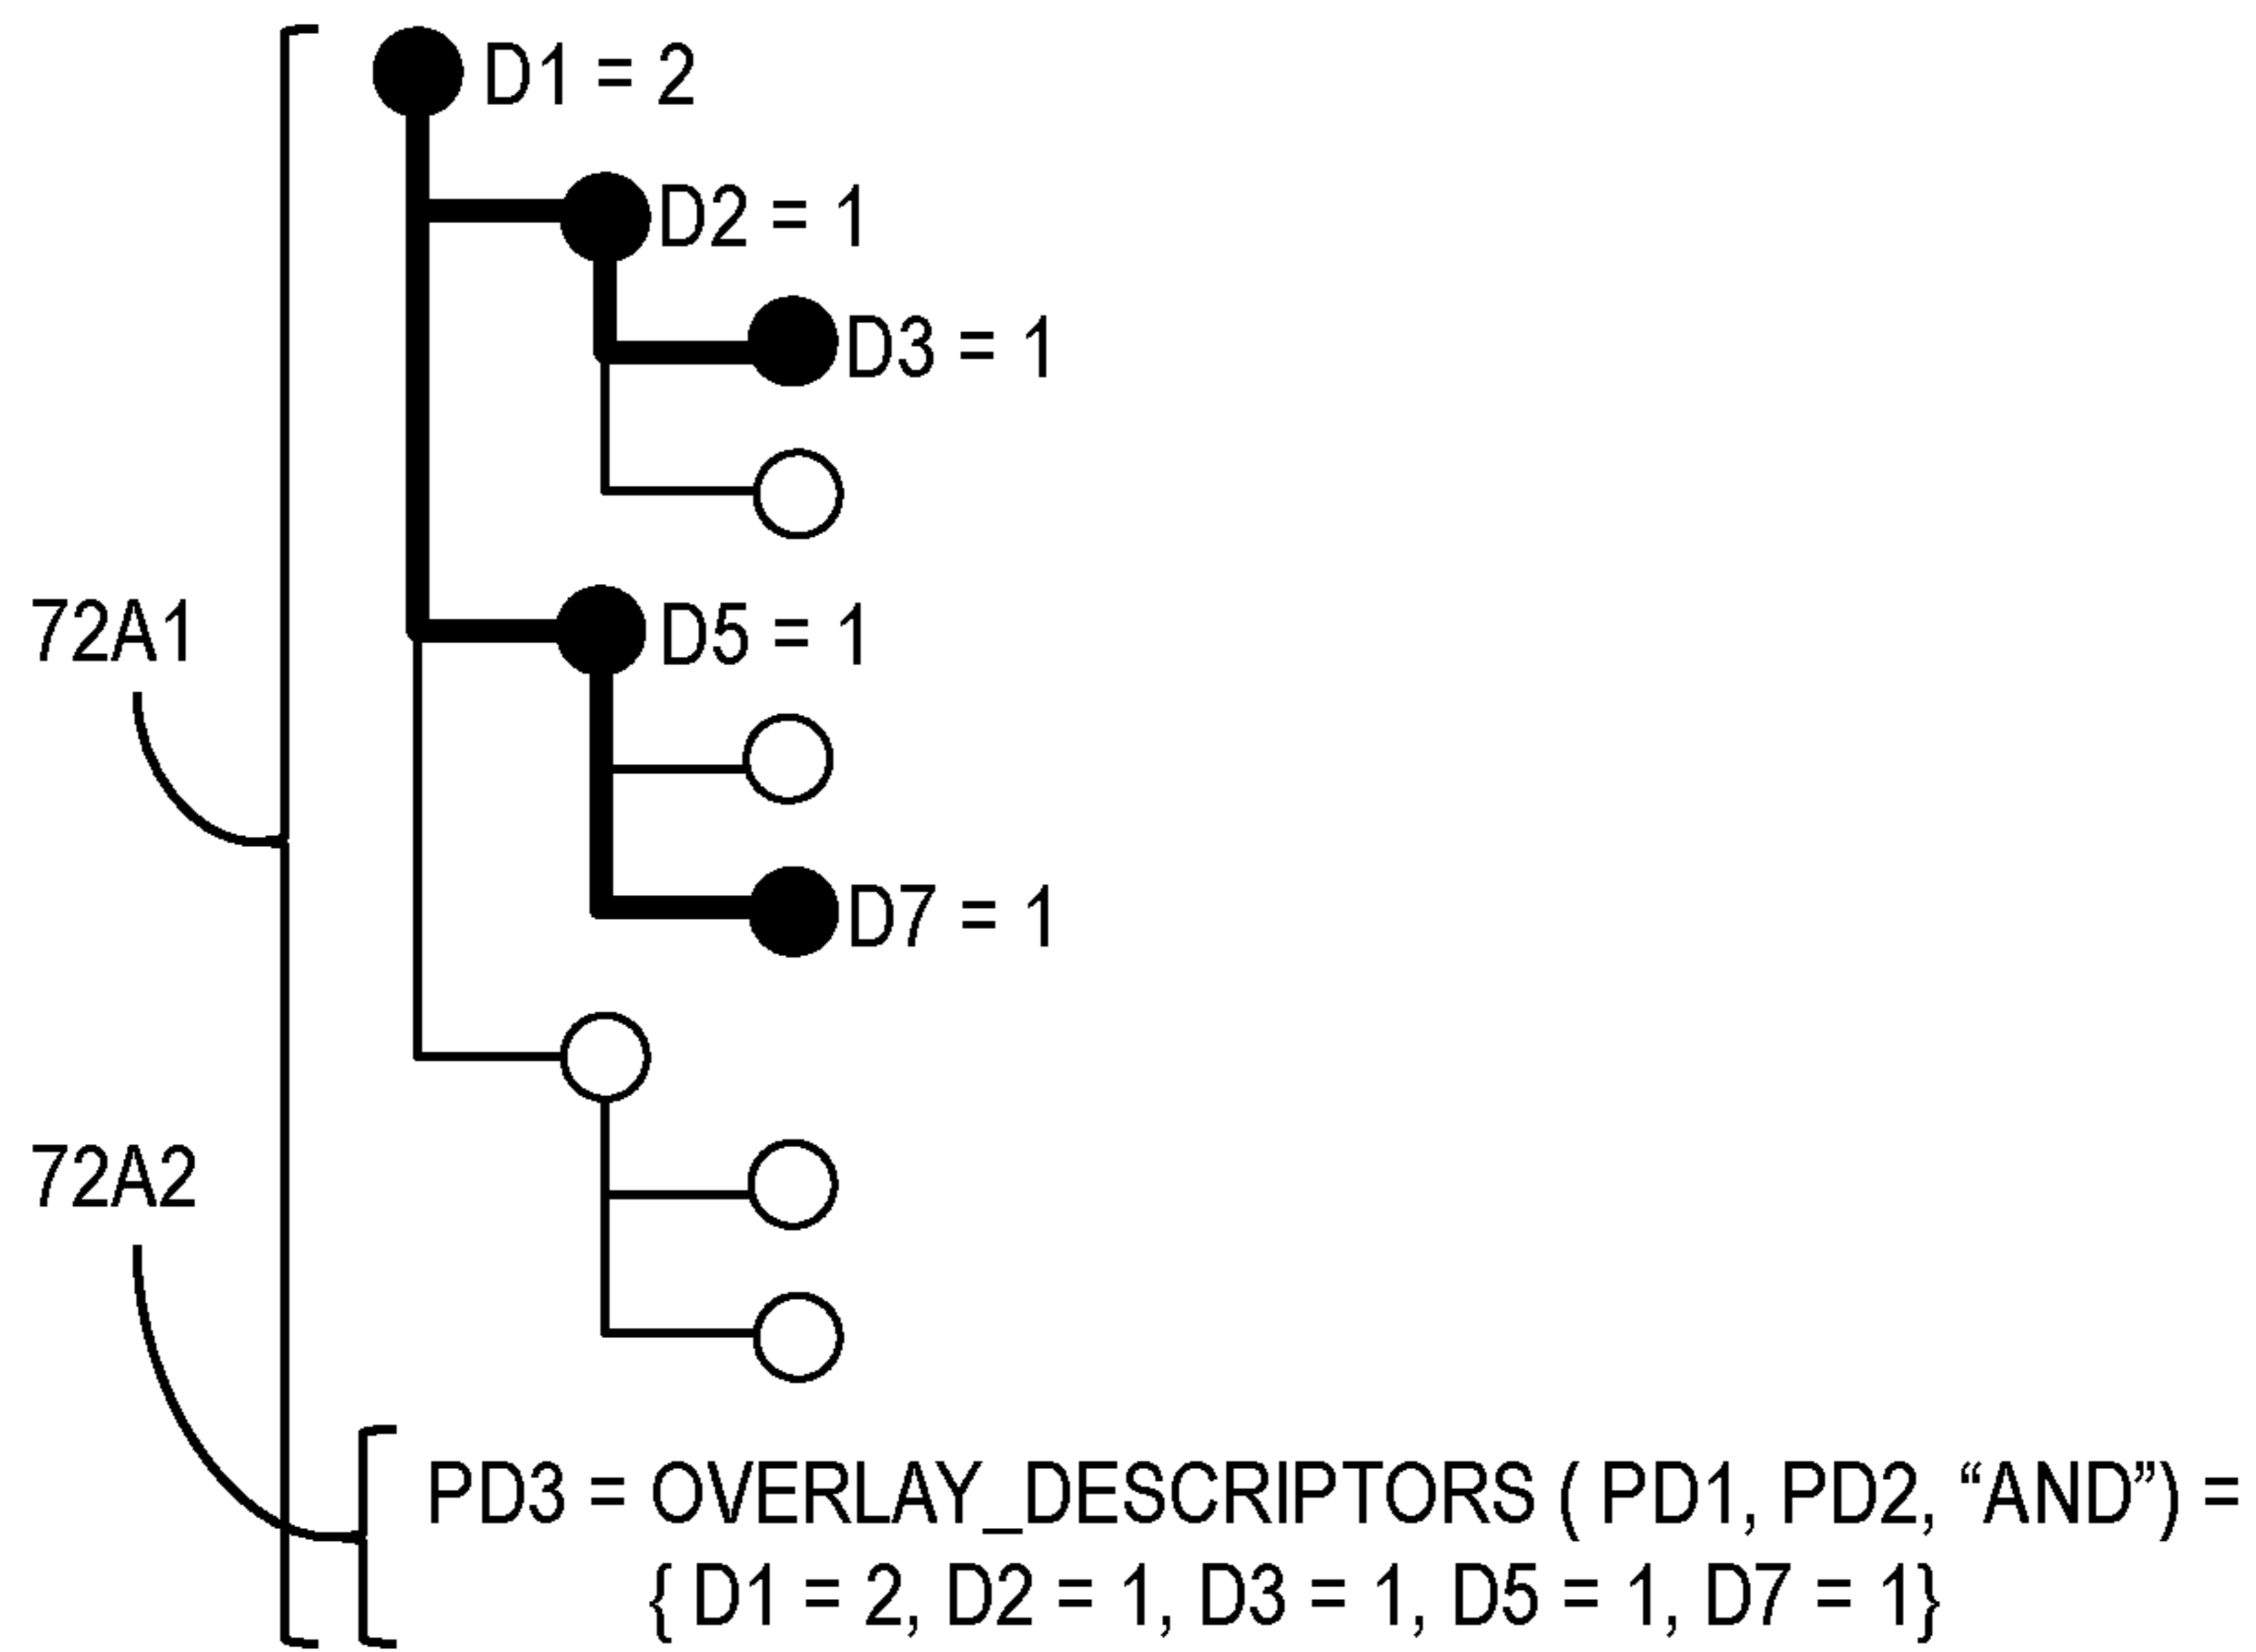 D1 = 2
D2 = 1
D3 = 1
72A1
D5 = 1
D7 = 1
72A2
PD3 = OVERLAY_DESCRIPTORS ( PD1, PD2, “AND”) =
{ D1 = 2, D2 = 1, D3 = 1, D5 = 1, D7 = 1}